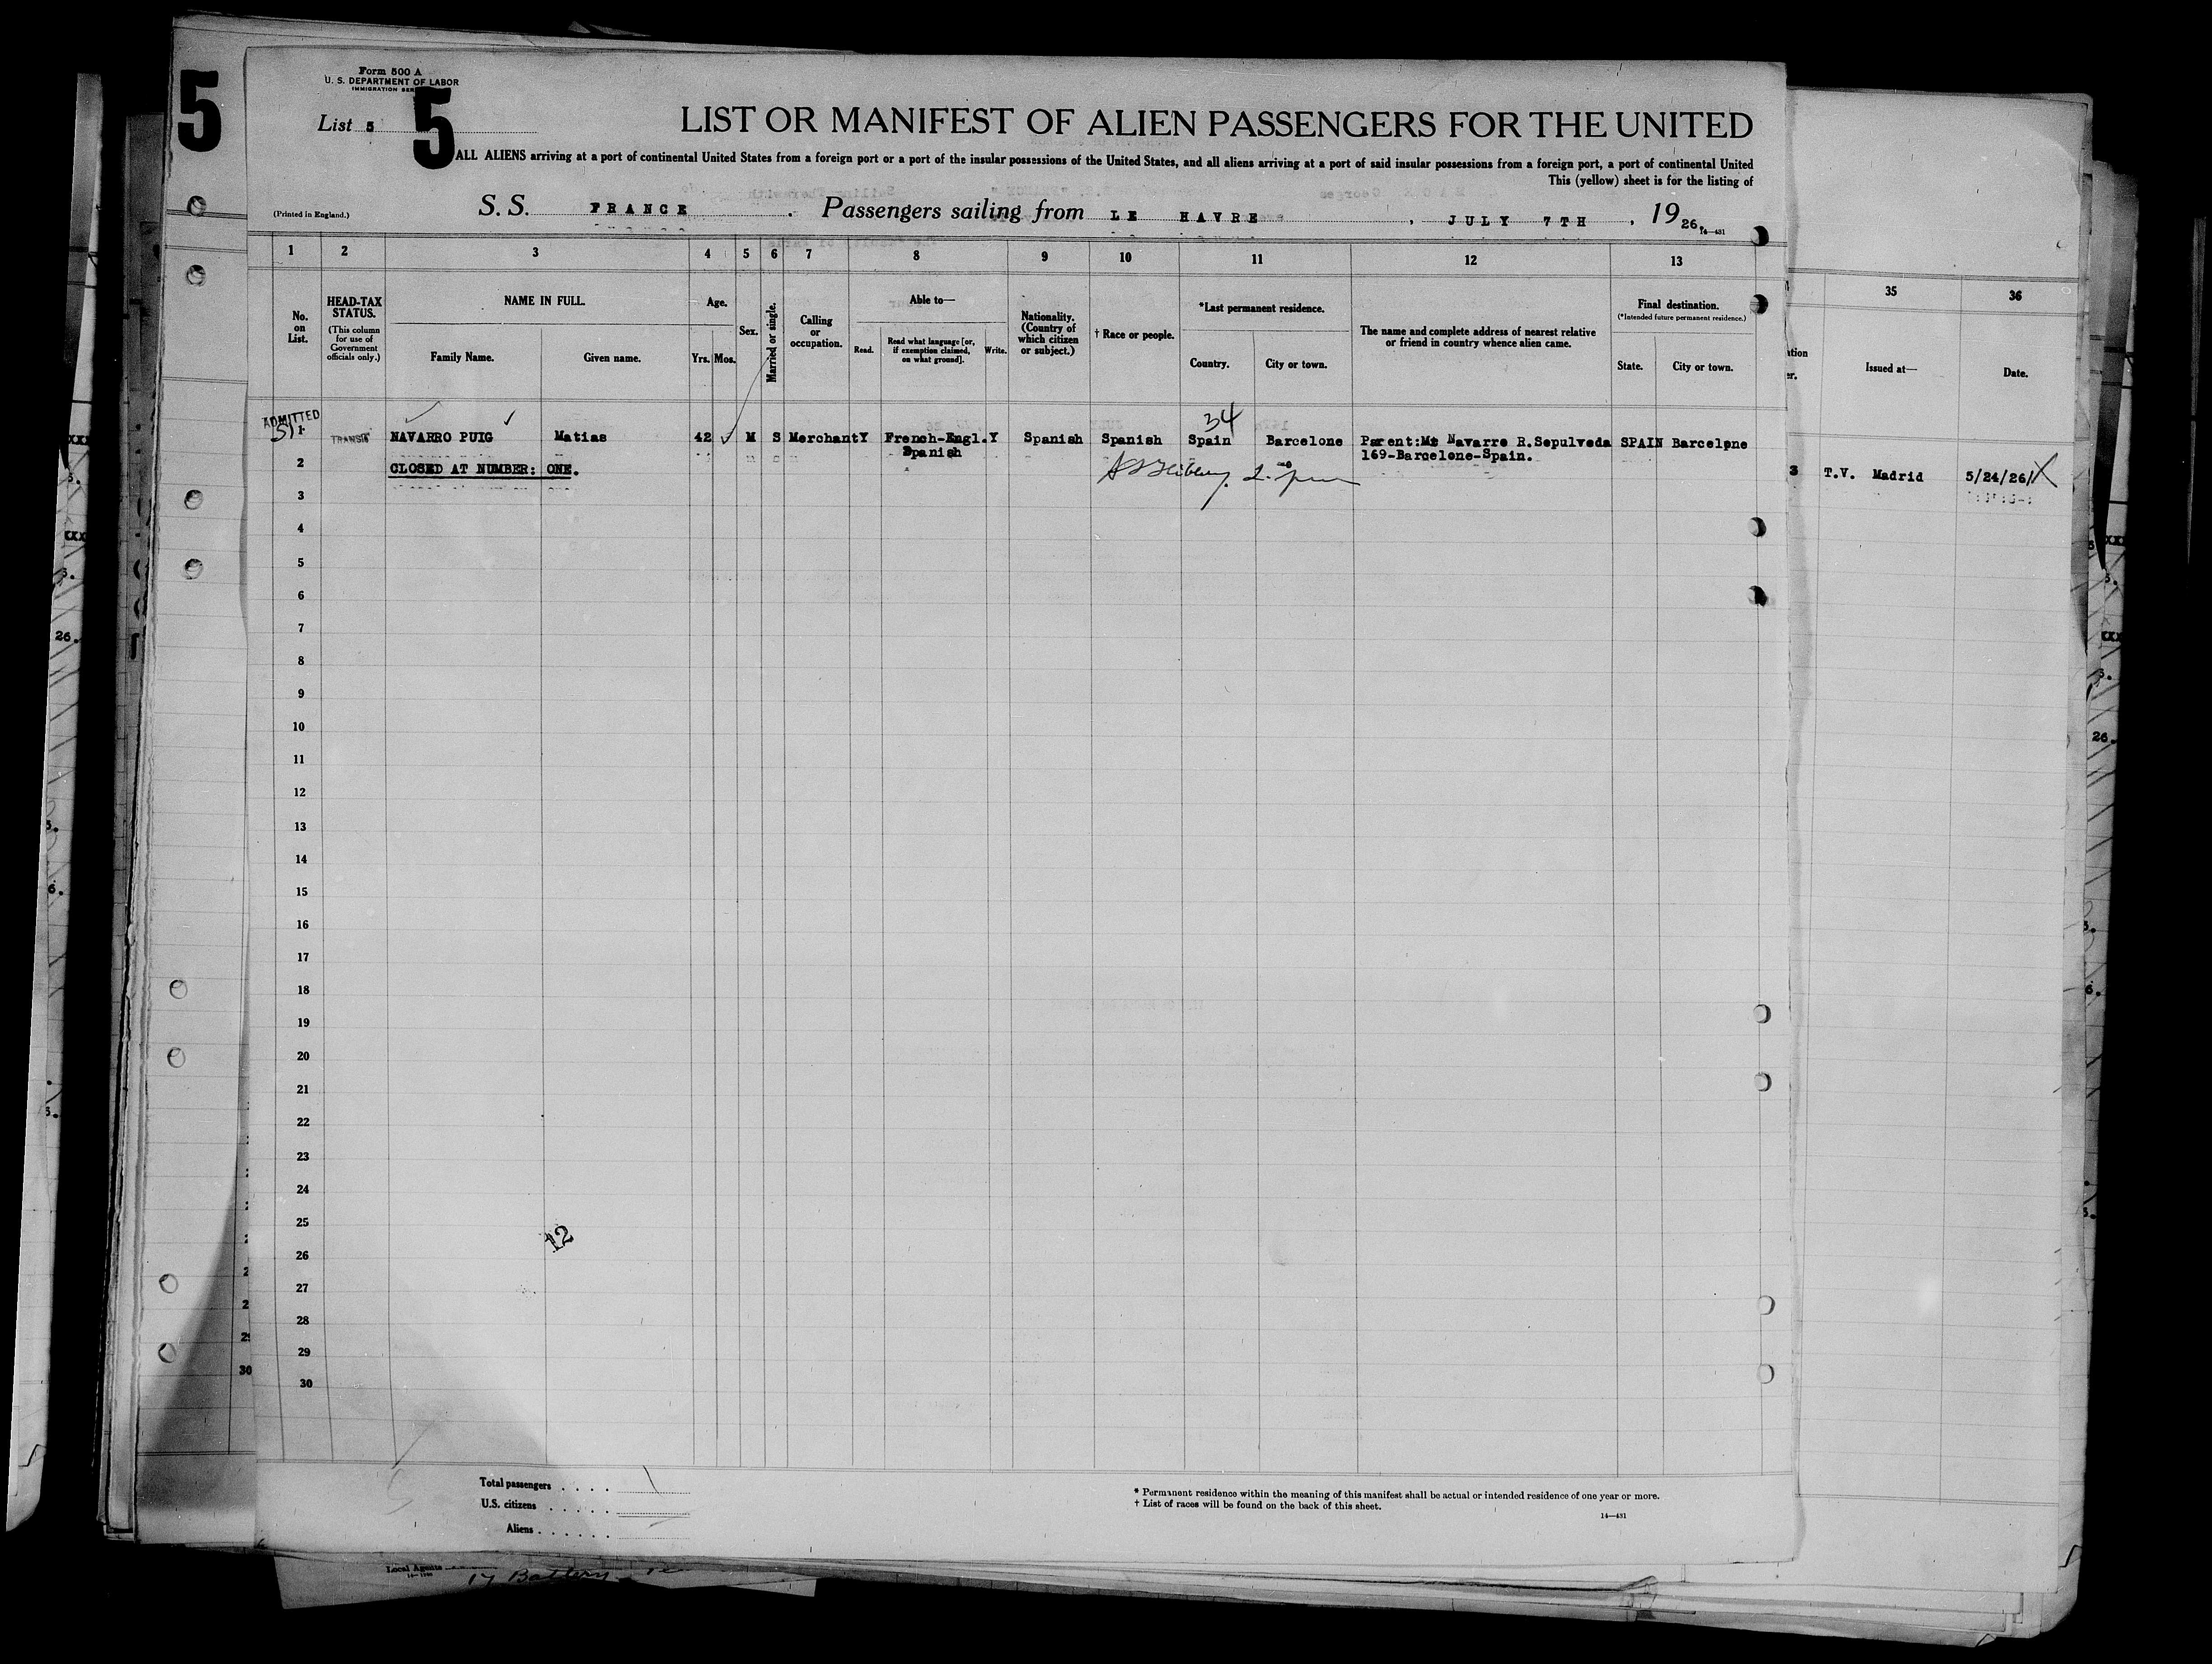 5
Form 500 A
U. S. DEPARTMENT OF LABOR
IMMIGRATION SER
List 5
5
LIST OR MANIFEST OF ALIEN PASSENGERS FOR THE UNITED
ALL ALIENS arriving at a port of continental United States from a foreign port or a port of the insular possessions of the United States, and all aliens arriving at a port of said insular possessions from a foreign port, a port of continental United
This (yellow) sheet is for the listing of
(Printed in England.)
S. S. FRANCE . Passengers sailing from LE HAVRE , JULY 7TH , 1926.
14—431
1 2 3 4 5 6 7 8 9 10 11 12 13
35 36
No. on List.
HEAD-TAX STATUS.
(This column for use of Government officials only.)
NAME IN FULL.
Family Name. Given name.
Age.
Yrs. Mos.
Sex.
Married or single.
Calling or occupation.
Able to—
Read.
Read what language [or, if exemption claimed, on what ground].
Write.
Nationality. (Country of which citizen or subject.)
† Race or people.
*Last permanent residence.
Country. City or town.
The name and complete address of nearest relative or friend in country whence alien came.
Final destination.
(*Intended future permanent residence.)
State. City or town.
Issued at— Date.
ADMITTED
34
1 TRANSIT NAVARRO PUIG Matias 42 M S Merchant Y French-Engl. Y Spanish Spanish Spain Barcelone Parent:Mt Navarre R.Sepulveda SPAIN Barcelone
Spanish
169-Barcelone-Spain.
2 CLOSED AT NUMBER: ONE.
3 T.V. Madrid 5/24/26/
3
4
5
6
7
8
9
10
11
12
13
14
15
16
17
18
19
20
21
22
23
24
25
12
26
27
28
29
30
30
Total passengers
U.S. citizens
Aliens
* Permanent residence within the meaning of this manifest shall be actual or intended residence of one year or more.
† List of races will be found on the back of this sheet.
14—431
Local Agents
17 Battery